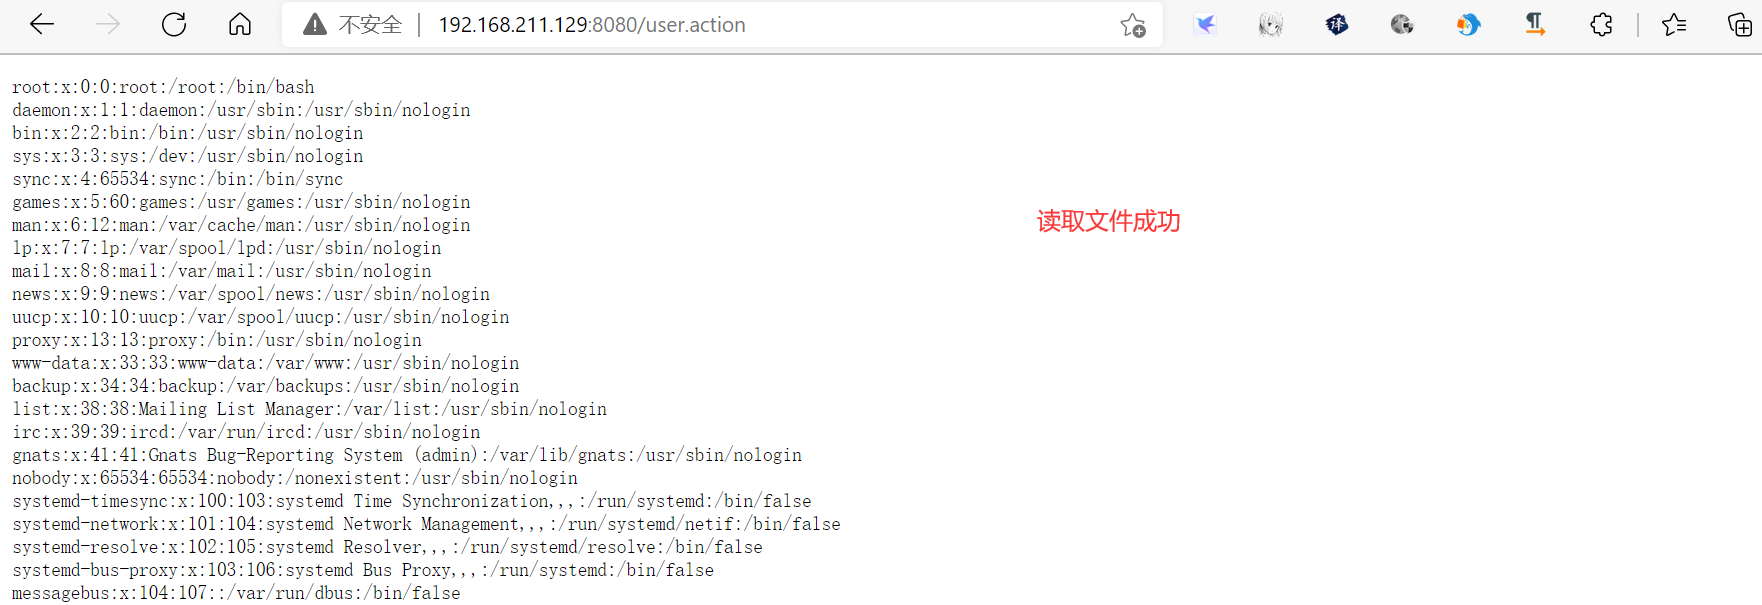 不安全 | 192.168.211.129:8080/user.action
root:x:0:0:root:/root:/bin/bash
daemon:x:1:1:daemon:/usr/sbin:/usr/sbin/nologin
bin:x:2:2:bin:/bin:/usr/sbin/nologin
sys:x:3:3:sys:/dev:/usr/sbin/nologin
sync:x:4:65534:sync:/bin:/bin/sync
games:x:5:60:games:/usr/games:/usr/sbin/nologin
man:x:6:12:man:/var/cache/man:/usr/sbin/nologin
读取文件成功
lp:x:7:7:lp:/var/spool/lpd:/usr/sbin/nologin
mail:x:8:8:mail:/var/mail:/usr/sbin/nologin
news:x:9:9:news:/var/spool/news:/usr/sbin/nologin
uucp:x:10:10:uucp:/var/spool/uucp:/usr/sbin/nologin
proxy:x:13:13:proxy:/bin:/usr/sbin/nologin
www-data:x:33:33:www-data:/var/www:/usr/sbin/nologin
backup:x:34:34:backup:/var/backups:/usr/sbin/nologin
list:x:38:38:Mailing List Manager:/var/list:/usr/sbin/nologin
irc:x:39:39:ircd:/var/run/ircd:/usr/sbin/nologin
gnats:x:41:41:Gnats Bug-Reporting System (admin):/var/lib/gnats:/usr/sbin/nologin
nobody:x:65534:65534:nobody:/nonexistent:/usr/sbin/nologin
systemd-timesync:x:100:103:systemd Time Synchronization,,,:/run/systemd:/bin/false
systemd-network:x:101:104:systemd Network Management,,,:/run/systemd/netif:/bin/false
systemd-resolve:x:102:105:systemd Resolver,,,:/run/systemd/resolve:/bin/false
systemd-bus-proxy:x:103:106:systemd Bus Proxy,,,:/run/systemd:/bin/false
messagebus:x:104:107::/var/run/dbus:/bin/false